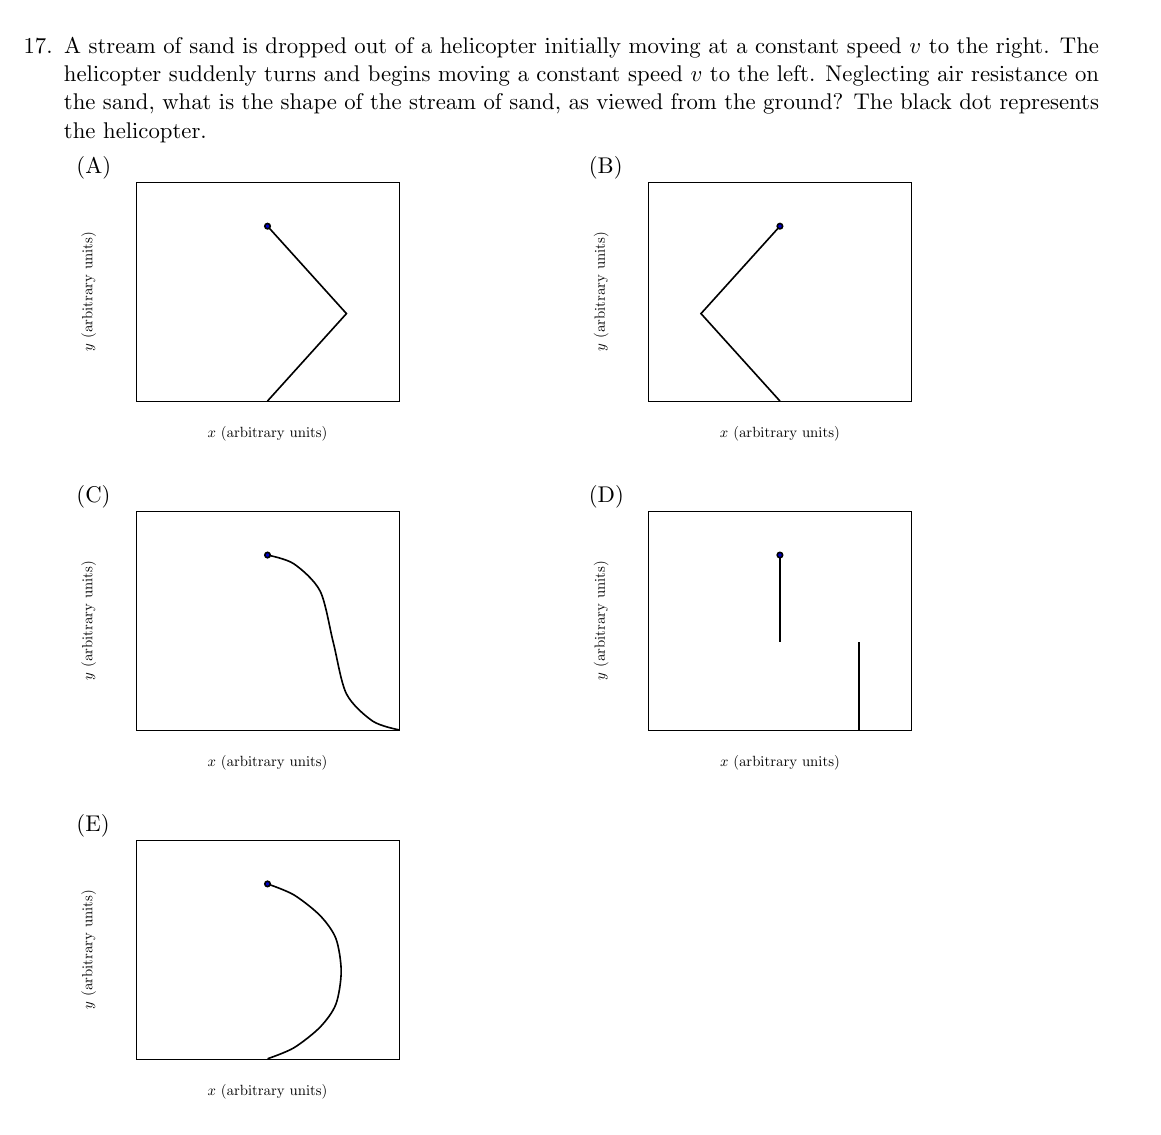 17. A stream of sand is dropped out of a helicopter initially moving at a constant speed v to the right. The
helicopter suddenly turns and begins moving a constant speed v to the left. Neglecting air resistance on
the sand, what is the shape of the stream of sand, as viewed from the ground? The black dot represents
the helicopter.
(A)
y (arbitrary units)
x (arbitrary units)
(B)
y (arbitrary units)
x (arbitrary units)
(C)
y (arbitrary units)
x (arbitrary units)
(D)
y (arbitrary units)
x (arbitrary units)
(E)
y (arbitrary units)
x (arbitrary units)